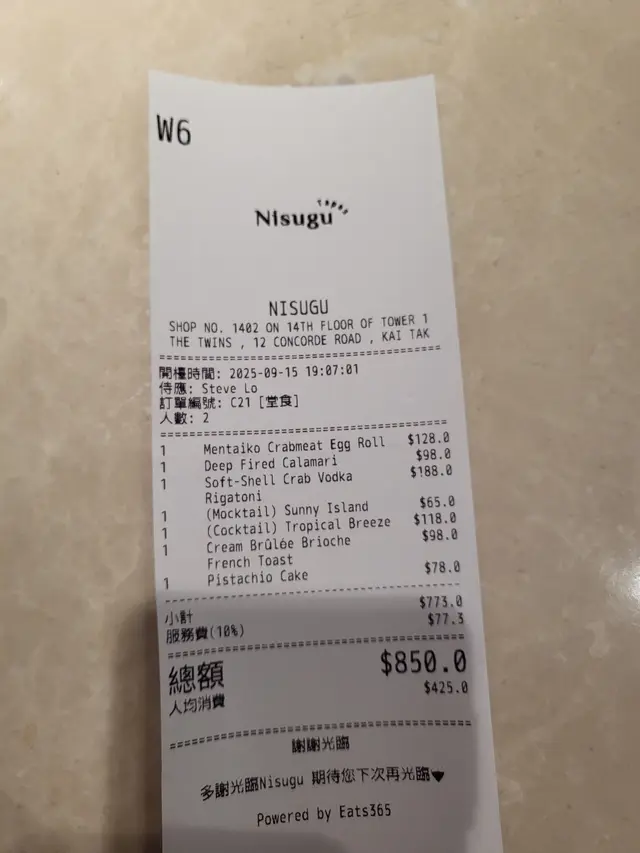 W6
Nisugu Tapas
NISUGU
SHOP NO. 1402 ON 14TH FLOOR OF TOWER 1
THE TWINS , 12 CONCORDE ROAD , KAI TAK
開檯時間: 2025-09-15 19:07:01
侍應: Steve Lo
訂單編號: C21 [堂食]
人數: 2
1 Mentaiko Crabmeat Egg Roll $128.0
1 Deep Fired Calamari $98.0
1 Soft-Shell Crab Vodka $188.0
Rigatoni
1 (Mocktail) Sunny Island $65.0
1 (Cocktail) Tropical Breeze $118.0
1 Cream Brûlée Brioche $98.0
French Toast
1 Pistachio Cake $78.0
小計 $773.0
服務費(10%) $77.3
總額 $850.0
人均消費 $425.0
謝謝光臨
多謝光臨Nisugu 期待您下次再光臨
Powered by Eats365